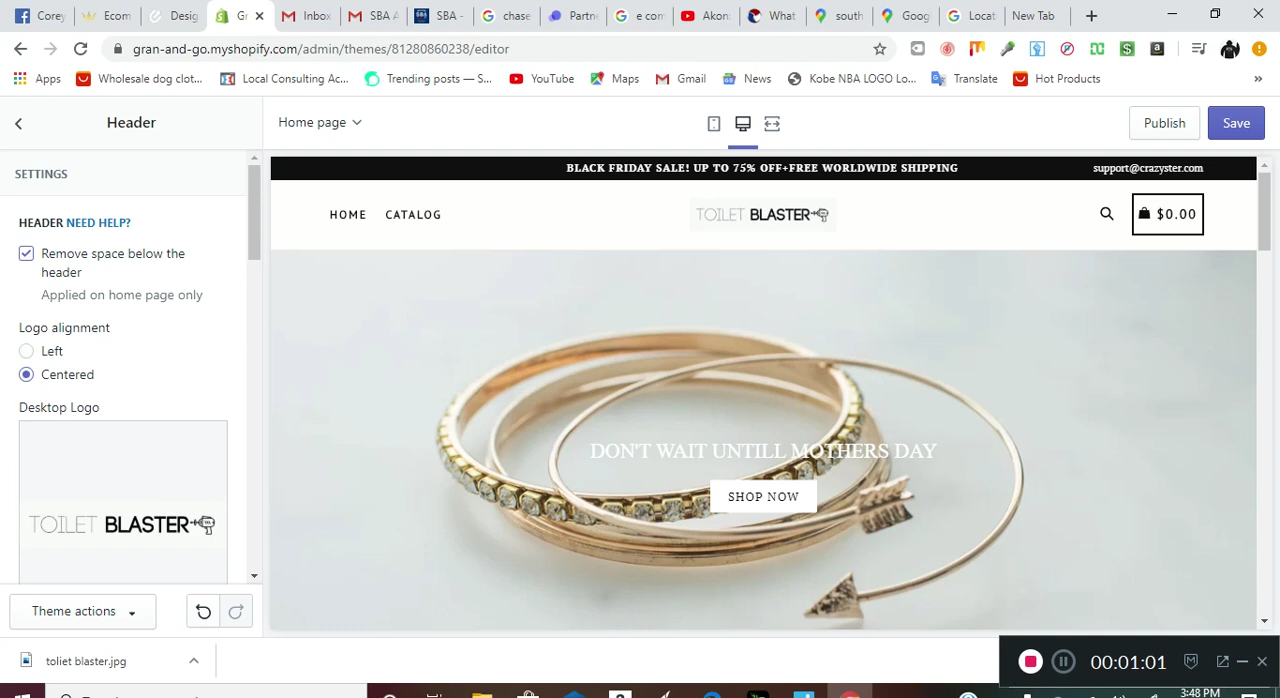 Corey
Ecom
Desig
Gr
Inbox
SBA A
SBA -
chase
Partn
e com
Akon
What
south
Goog
Locat
New Tab
gran-and-go.myshopify.com/admin/themes/81280860238/editor
Apps
Wholesale dog clot...
Local Consulting Ac...
Trending posts — S...
YouTube
Maps
Gmail
News
Kobe NBA LOGO Lo...
Translate
Hot Products
»
Header
Home page
Publish
Save
SETTINGS
BLACK FRIDAY SALE! UP TO 75% OFF+FREE WORLDWIDE SHIPPING
support@crazyster.com
HEADER NEED HELP?
HOME
CATALOG
TOILET BLASTER
$0.00
Remove space below the
header
Applied on home page only
Logo alignment
Left
Centered
Desktop Logo
TOILET BLASTER
DON'T WAIT UNTILL MOTHERS DAY
SHOP NOW
Theme actions
toliet blaster.jpg
00:01:01
3:48 PM